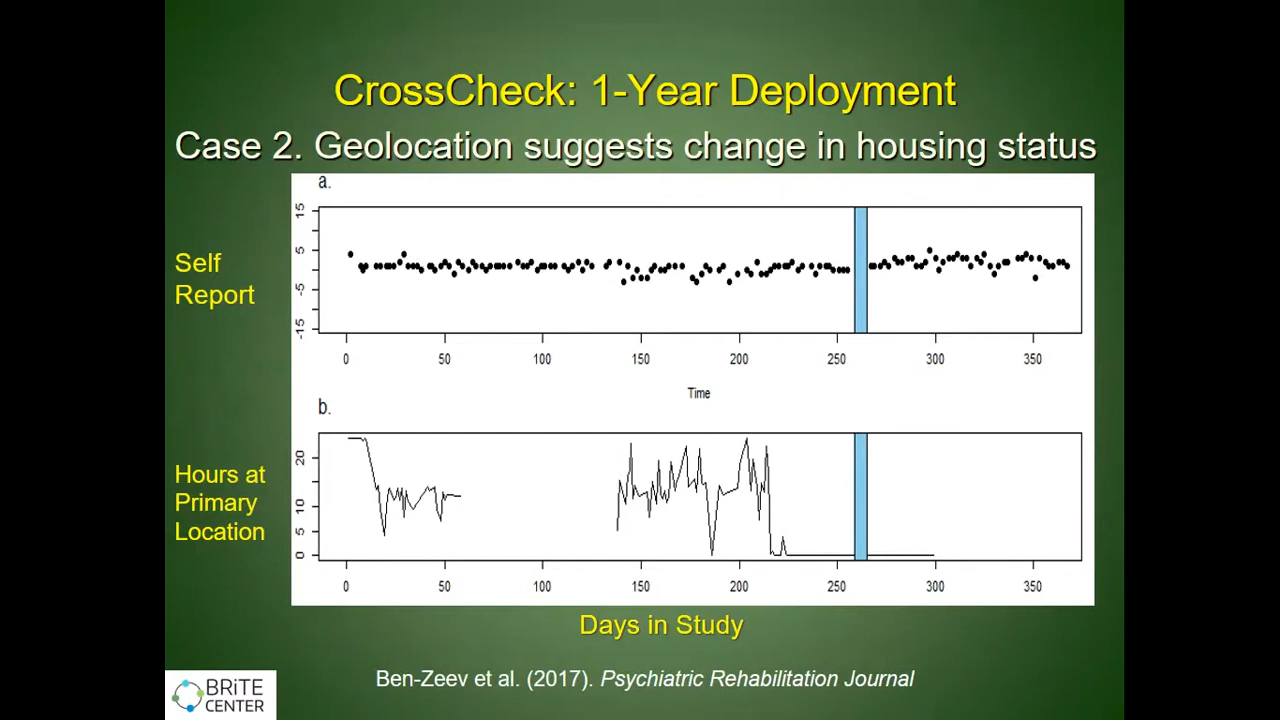 CrossCheck: 1-Year Deployment
Case 2. Geolocation suggests change in housing status
a.
15
5
-5
-15
Self
Report
0 50 100 150 200 250 300 350
Time
b.
20
10
5
0
Hours at
Primary
Location
0 50 100 150 200 250 300 350
Days in Study
Ben-Zeev et al. (2017). Psychiatric Rehabilitation Journal
BRiTE
CENTER